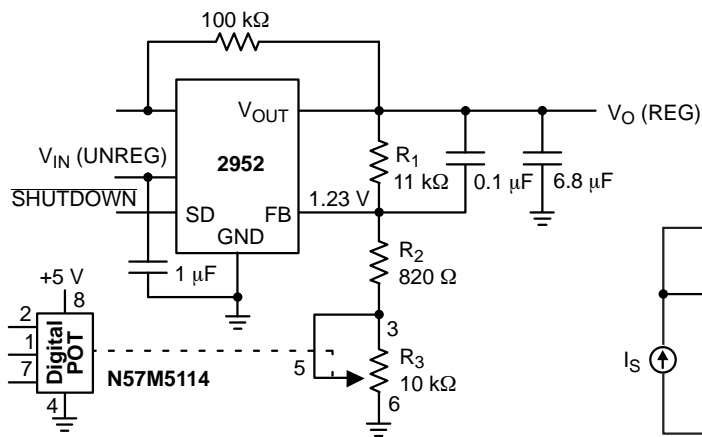 100 kΩ
V_OUT
V_O (REG)
V_IN (UNREG)
2952
R_1
11 kΩ
0.1 μF
6.8 μF
SHUTDOWN
SD
FB
1.23 V
GND
R_2
820 Ω
1 μF
+5 V
8
2
1
7
4
Digital
POT
N57M5114
3
5
R_3
10 kΩ
6
I_S